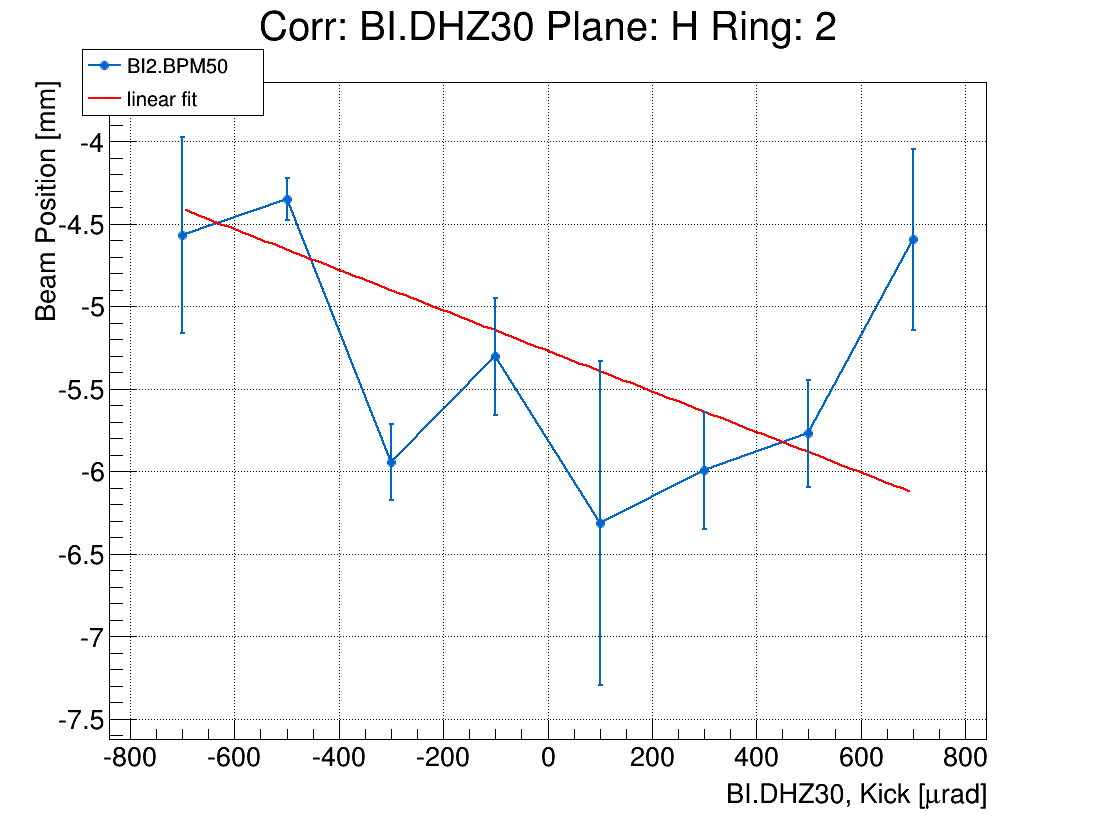 Corr: BI.DHZ30 Plane: H Ring: 2
BI2.BPM50
linear fit
Beam Position [mm]
-4
-4.5
-5
-5.5
-6
-6.5
-7
-7.5
-800 -600 -400 -200 0 200 400 600 800
BI.DHZ30, Kick [μrad]